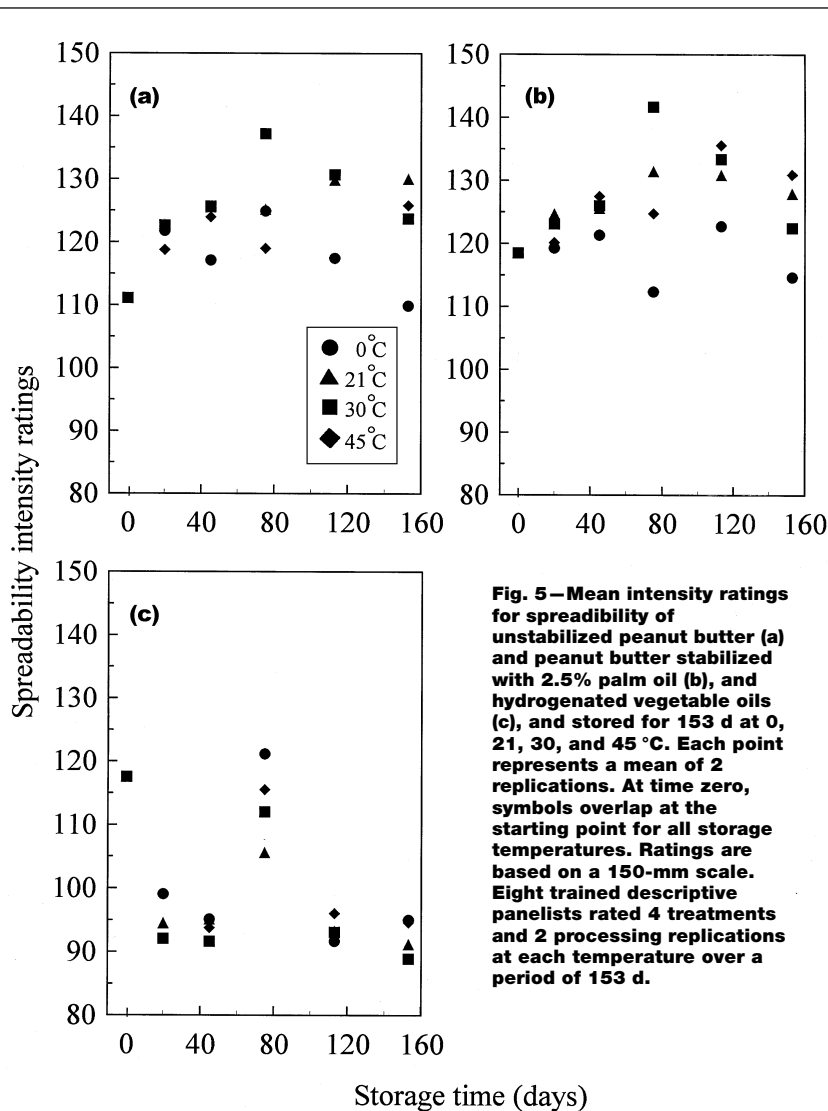 150
140
130
120
110
100
90
80
(a)
0 40 80 120 160
0°C
21°C
30°C
45°C
150
140
130
120
110
100
90
80
(b)
0 40 80 120 160
Spreadability intensity ratings
150
140
130
120
110
100
90
80
(c)
0 40 80 120 160
Storage time (days)
Fig. 5—Mean intensity ratings
for spreadibility of
unstabilized peanut butter (a)
and peanut butter stabilized
with 2.5% palm oil (b), and
hydrogenated vegetable oils
(c), and stored for 153 d at 0,
21, 30, and 45 °C. Each point
represents a mean of 2
replications. At time zero,
symbols overlap at the
starting point for all storage
temperatures. Ratings are
based on a 150-mm scale.
Eight trained descriptive
panelists rated 4 treatments
and 2 processing replications
at each temperature over a
period of 153 d.